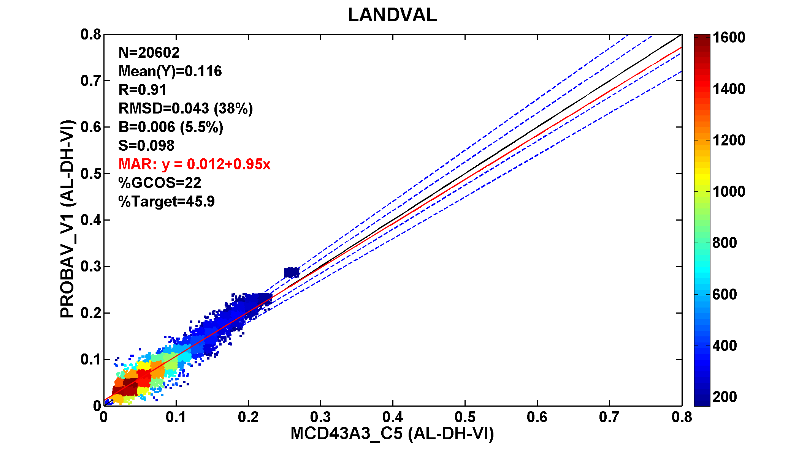 LANDVAL
N=20602
Mean(Y)=0.116
R=0.91
RMSD=0.043 (38%)
B=0.006 (5.5%)
S=0.098
MAR: y = 0.012+0.95x
%GCOS=22
%Target=45.9
PROBAV_V1 (AL-DH-VI)
0.8
0.7
0.6
0.5
0.4
0.3
0.2
0.1
0
0 0.1 0.2 0.3 0.4 0.5 0.6 0.7 0.8
MCD43A3_C5 (AL-DH-VI)
1600
1400
1200
1000
800
600
400
200